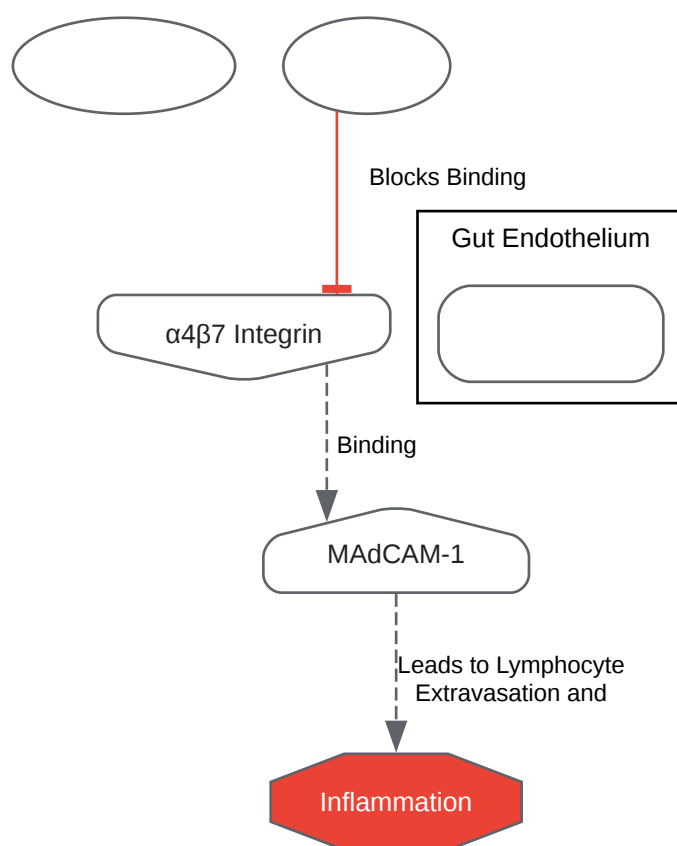 Blocks Binding
Gut Endothelium
α4β7 Integrin
Binding
MAdCAM-1
Leads to Lymphocyte
Extravasation and
Inflammation